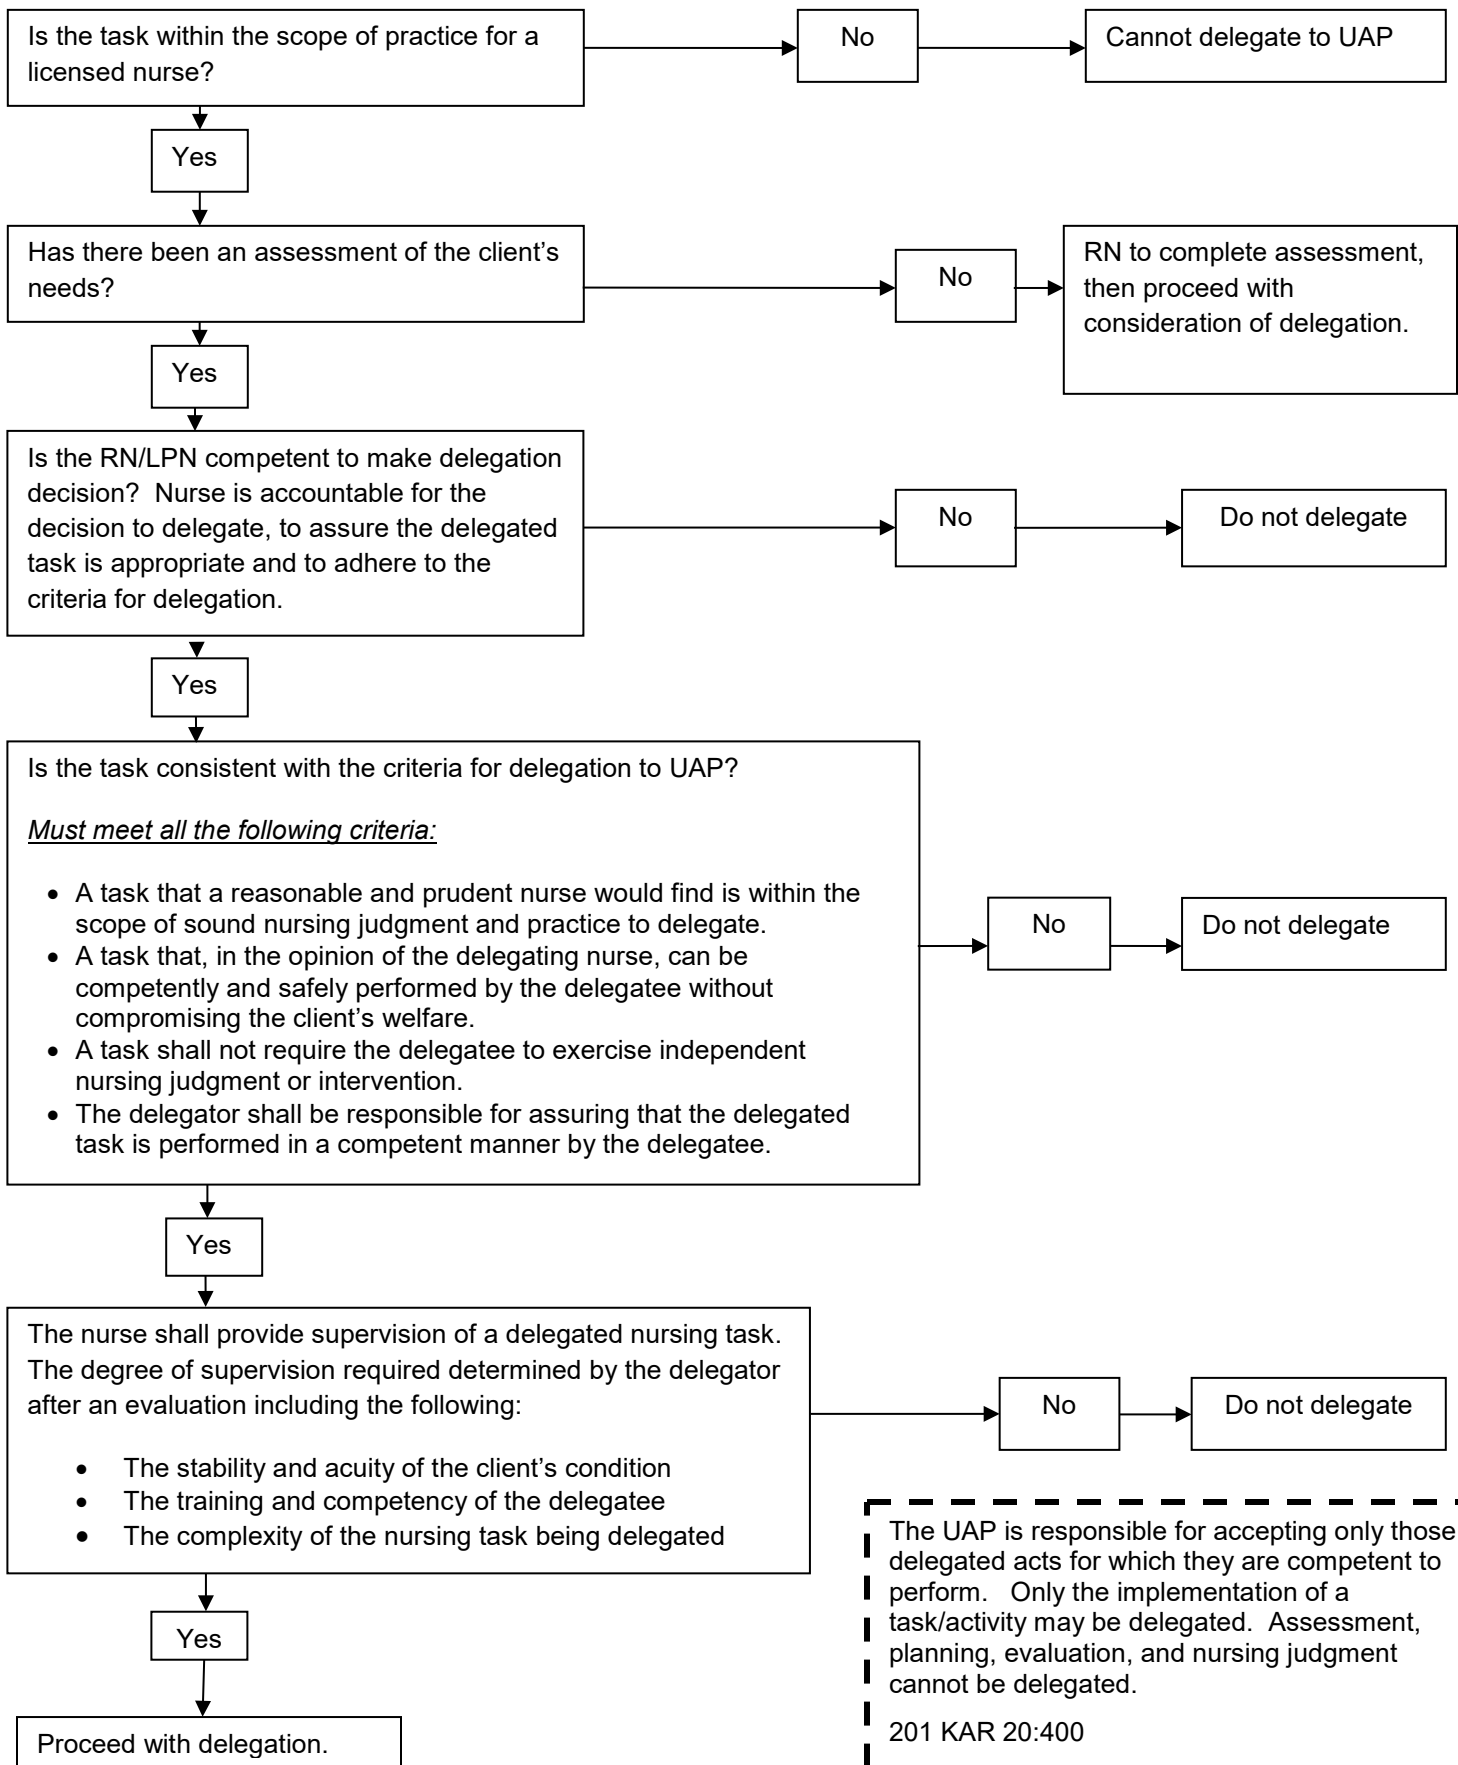 Is the task within the scope of practice for a
licensed nurse?
No
Cannot delegate to UAP
Yes
Has there been an assessment of the client’s
needs?
No
RN to complete assessment,
then proceed with
consideration of delegation.
Yes
Is the RN/LPN competent to make delegation
decision?  Nurse is accountable for the
decision to delegate, to assure the delegated
task is appropriate and to adhere to the
criteria for delegation.
No
Do not delegate
Yes
Is the task consistent with the criteria for delegation to UAP?
Must meet all the following criteria:
• A task that a reasonable and prudent nurse would find is within the
scope of sound nursing judgment and practice to delegate.
• A task that, in the opinion of the delegating nurse, can be
competently and safely performed by the delegatee without
compromising the client’s welfare.
• A task shall not require the delegatee to exercise independent
nursing judgment or intervention.
• The delegator shall be responsible for assuring that the delegated
task is performed in a competent manner by the delegatee.
No
Do not delegate
Yes
The nurse shall provide supervision of a delegated nursing task.
The degree of supervision required determined by the delegator
after an evaluation including the following:
• The stability and acuity of the client’s condition
• The training and competency of the delegatee
• The complexity of the nursing task being delegated
No
Do not delegate
Yes
Proceed with delegation.
The UAP is responsible for accepting only those
delegated acts for which they are competent to
perform.   Only the implementation of a
task/activity may be delegated.  Assessment,
planning, evaluation, and nursing judgment
cannot be delegated.
201 KAR 20:400